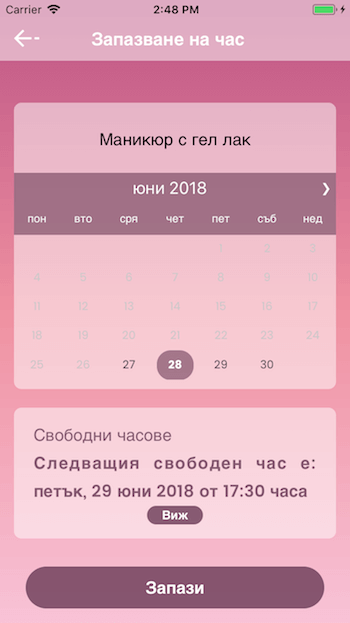 Carrier 2:48 PM
Запазване на час
Маникюр с гел лак
юни 2018
пон вто сря чет пет съб нед
1 2 3
4 5 6 7 8 9 10
11 12 13 14 15 16 17
18 19 20 21 22 23 24
25 26 27 28 29 30
Свободни часове
Следващия свободен час е:
петък, 29 юни 2018 от 17:30 часа
Виж
Запази